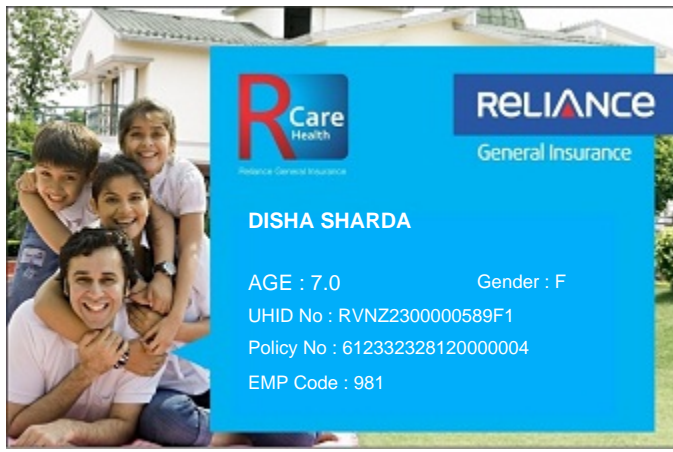 R Care
Health
Reliance General Insurance
RELIANCE
General Insurance
DISHA SHARDA
AGE : 7.0 Gender : F
UHID No : RVNZ2300000589F1
Policy No : 612332328120000004
EMP Code : 981